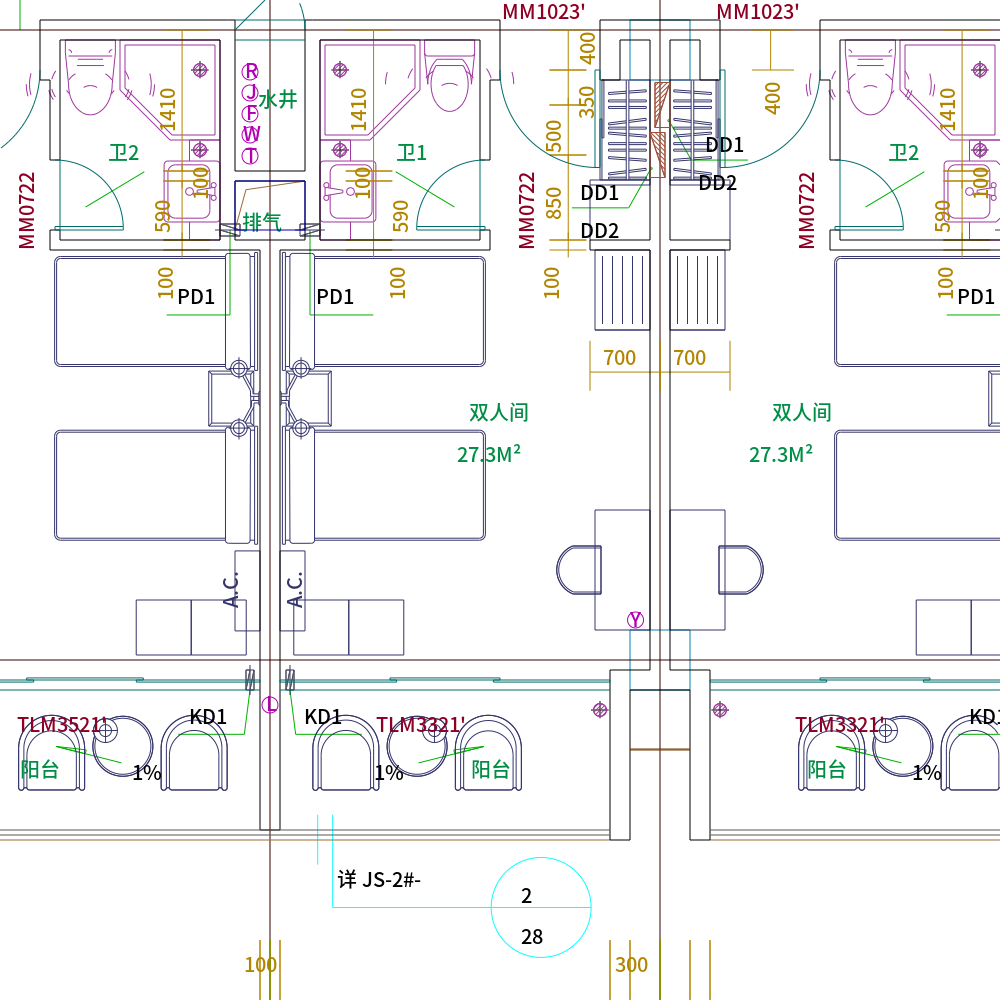 MM1023'
MM1023'
400
R
J
水井
F
W
T
1410
1410
350
400
1410
500
DD1
卫2
卫1
卫2
MM0722
100
100
MM0722
DD1
DD2
MM0722
100
590
590
850
590
排气
DD2
100
PD1
PD1
100
100
100
PD1
700
700
双人间
双人间
27.3M²
27.3M²
A.C.
A.C.
Y
L
TLM3521'
KD1
KD1
TLM3321'
TLM3321'
KD1
阳台
1%
1%
阳台
阳台
1%
详 JS-2#-
2
28
100
300